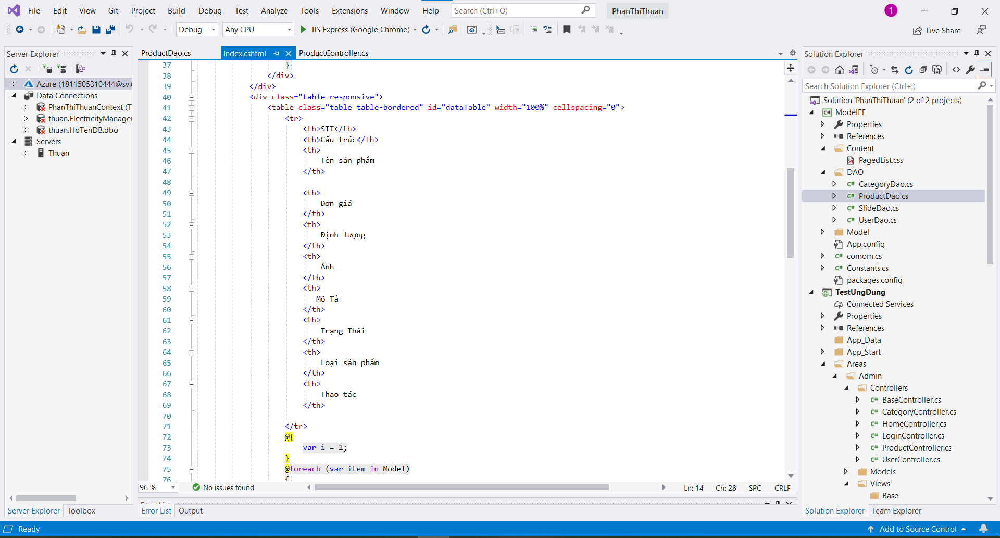 File Edit View Git Project Build Debug Test Analyze Tools Extensions Window Help Search (Ctrl+Q) PhanThiThuan 1
Debug Any CPU IIS Express (Google Chrome) Live Share
Server Explorer
Azure (1811505310444@sv.u
Data Connections
PhanThiThuanContext (T
thuan.ElectricityManager
thuan.HoTenDB.dbo
Servers
Thuan
Server Explorer Toolbox
ProductDao.cs Index.cshtml ProductController.cs
37 }
38 </div>
39 </div>
40 <div class="table-responsive">
41 <table class="table table-bordered" id="dataTable" width="100%" cellspacing="0">
42 <tr>
43 <th>STT</th>
44 <th>Cấu trúc</th>
45 <th>
46 Tên sản phẩm
47 </th>
48
49 <th>
50 Đơn giá
51 </th>
52 <th>
53 Định lượng
54 </th>
55 <th>
56 Ảnh
57 </th>
58 <th>
59 Mô Tả
60 </th>
61 <th>
62 Trạng Thái
63 </th>
64 <th>
65 Loại sản phẩm
66 </th>
67 <th>
68 Thao tác
69 </th>
70
71 </tr>
72 @{
73 var i = 1;
74 }
75 @foreach (var item in Model)
76 {
96 % No issues found Ln: 14 Ch: 28 SPC CRLF
Error List
Error List Output
Solution Explorer
Search Solution Explorer (Ctrl+;)
Solution 'PhanThiThuan' (2 of 2 projects)
C# ModelEF
Properties
References
Content
PagedList.css
DAO
C# CategoryDao.cs
C# ProductDao.cs
C# SlideDao.cs
C# UserDao.cs
Model
App.config
C# comom.cs
C# Constants.cs
packages.config
TestUngDung
Connected Services
Properties
References
App_Data
App_Start
Areas
Admin
Controllers
C# BaseController.cs
C# CategoryController.cs
C# HomeController.cs
C# LoginController.cs
C# ProductController.cs
C# UserController.cs
Models
Views
Base
Solution Explorer Team Explorer
Ready Add to Source Control